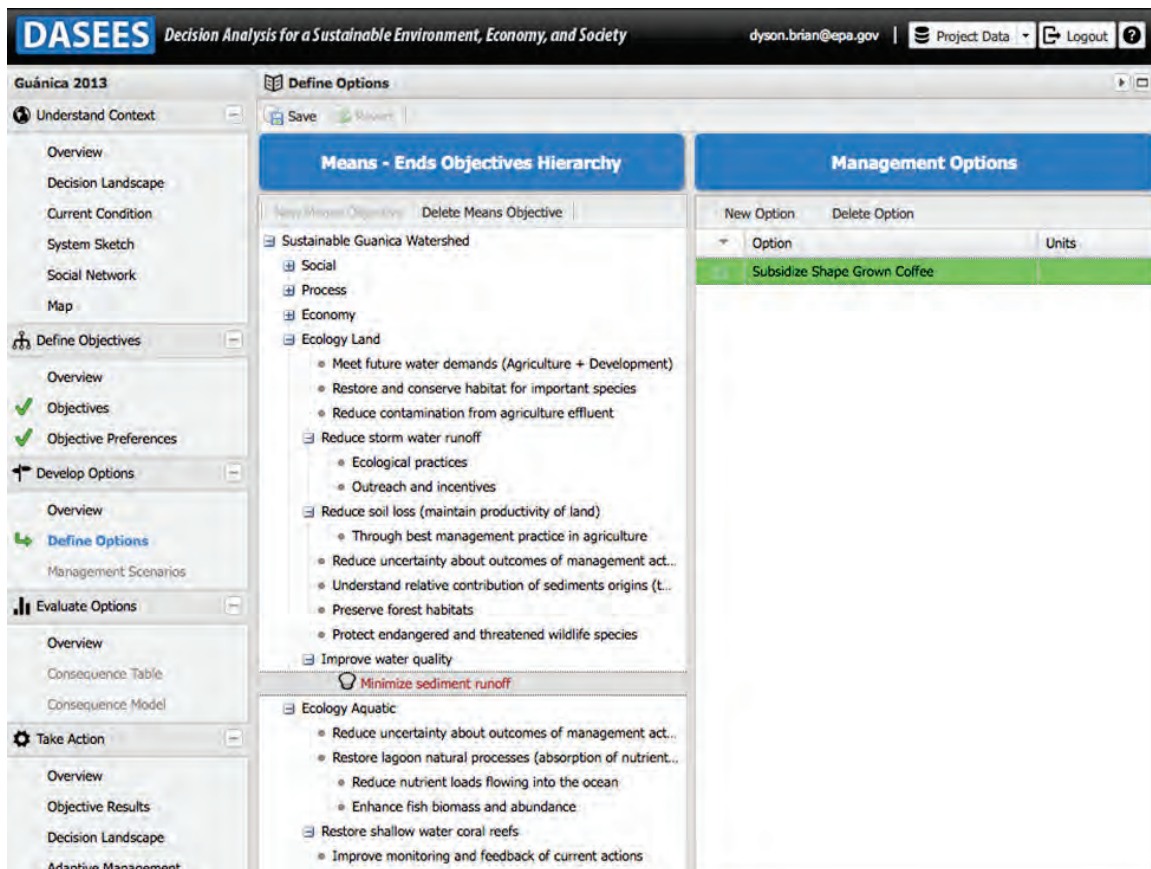 DASEES Decision Analysis for a Sustainable Environment, Economy, and Society
dyson.brian@epa.gov | Project Data Logout ?
Guánica 2013
Understand Context
Overview
Decision Landscape
Current Condition
System Sketch
Social Network
Map
Define Objectives
Overview
Objectives
Objective Preferences
Develop Options
Overview
Define Options
Management Scenarios
Evaluate Options
Overview
Consequence Table
Consequence Model
Take Action
Overview
Objective Results
Decision Landscape
Adaptive Management
Define Options
Save Revert
Means - Ends Objectives Hierarchy
New Means Objective Delete Means Objective
Sustainable Guanica Watershed
Social
Process
Economy
Ecology Land
Meet future water demands (Agriculture + Development)
Restore and conserve habitat for important species
Reduce contamination from agriculture effluent
Reduce storm water runoff
Ecological practices
Outreach and incentives
Reduce soil loss (maintain productivity of land)
Through best management practice in agriculture
Reduce uncertainty about outcomes of management act...
Understand relative contribution of sediments origins (t...
Preserve forest habitats
Protect endangered and threatened wildlife species
Improve water quality
Minimize sediment runoff
Ecology Aquatic
Reduce uncertainty about outcomes of management act...
Restore lagoon natural processes (absorption of nutrient...
Reduce nutrient loads flowing into the ocean
Enhance fish biomass and abundance
Restore shallow water coral reefs
Improve monitoring and feedback of current actions
Management Options
New Option Delete Option
Option Units
Subsidize Shape Grown Coffee